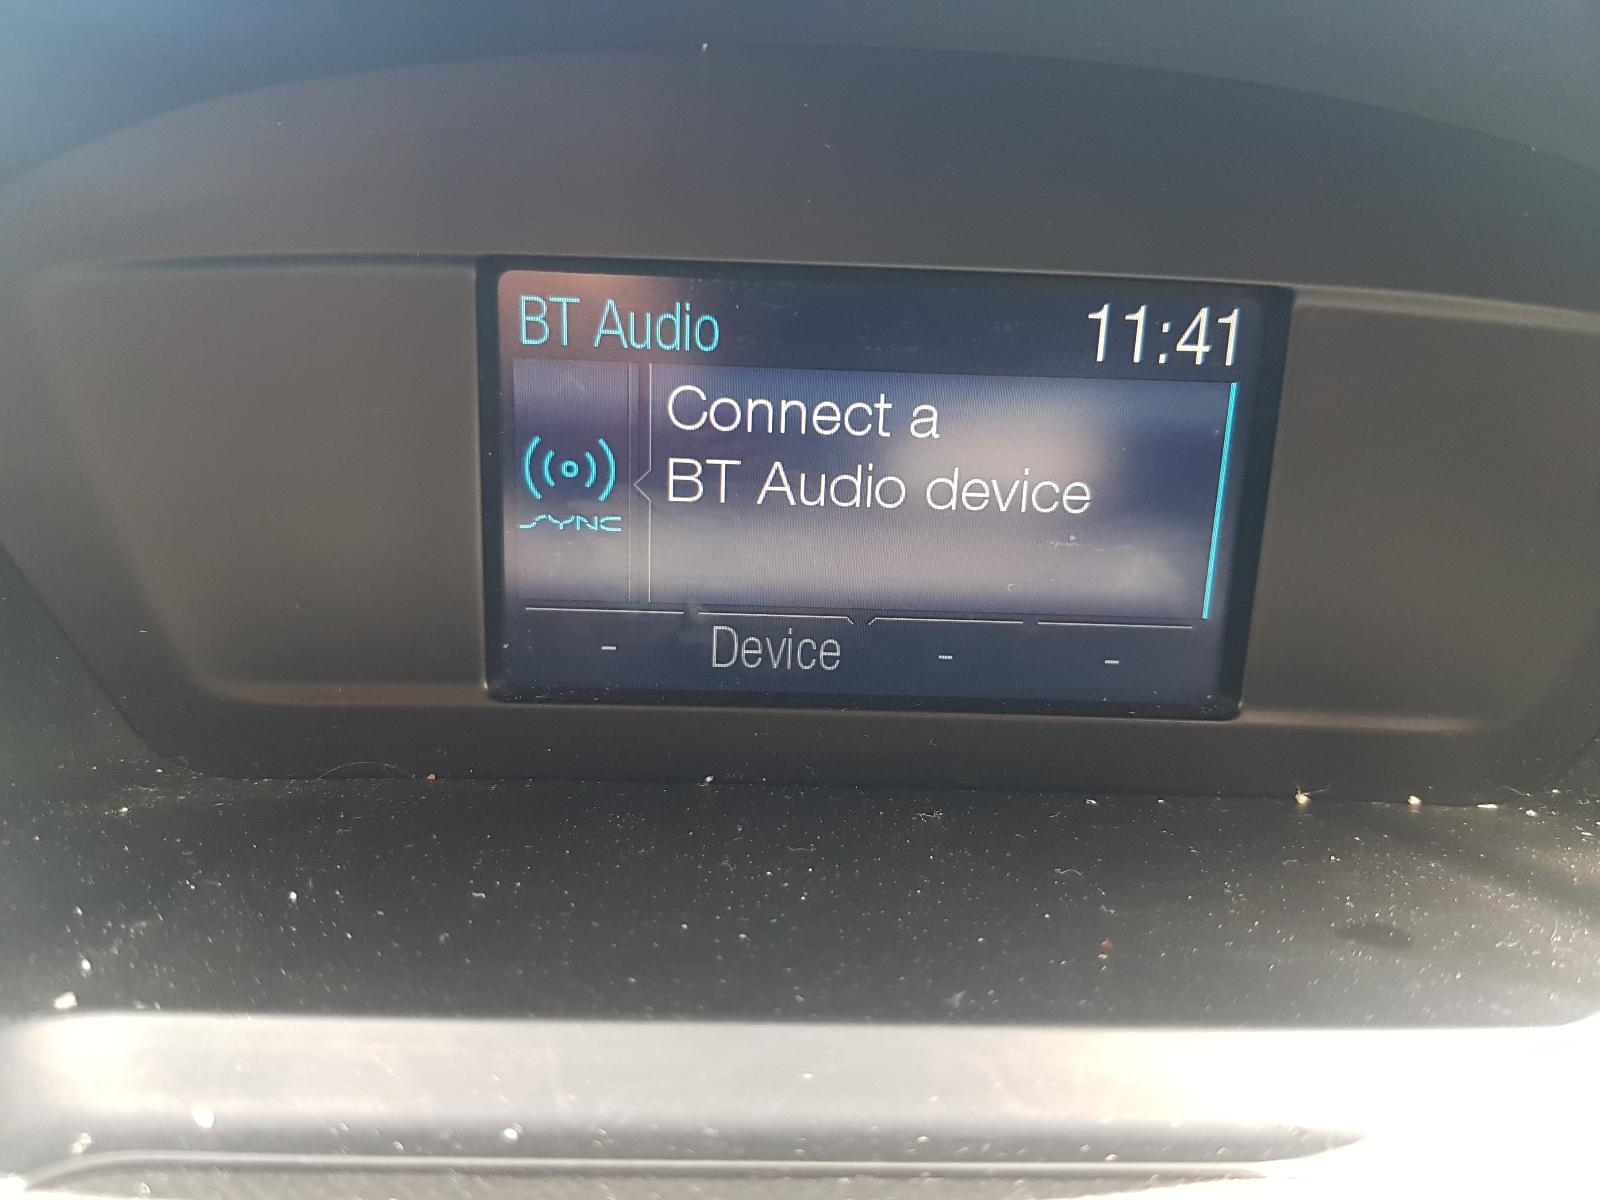 BT Audio 11:41
Connect a
BT Audio device
SYNC
- Device - -